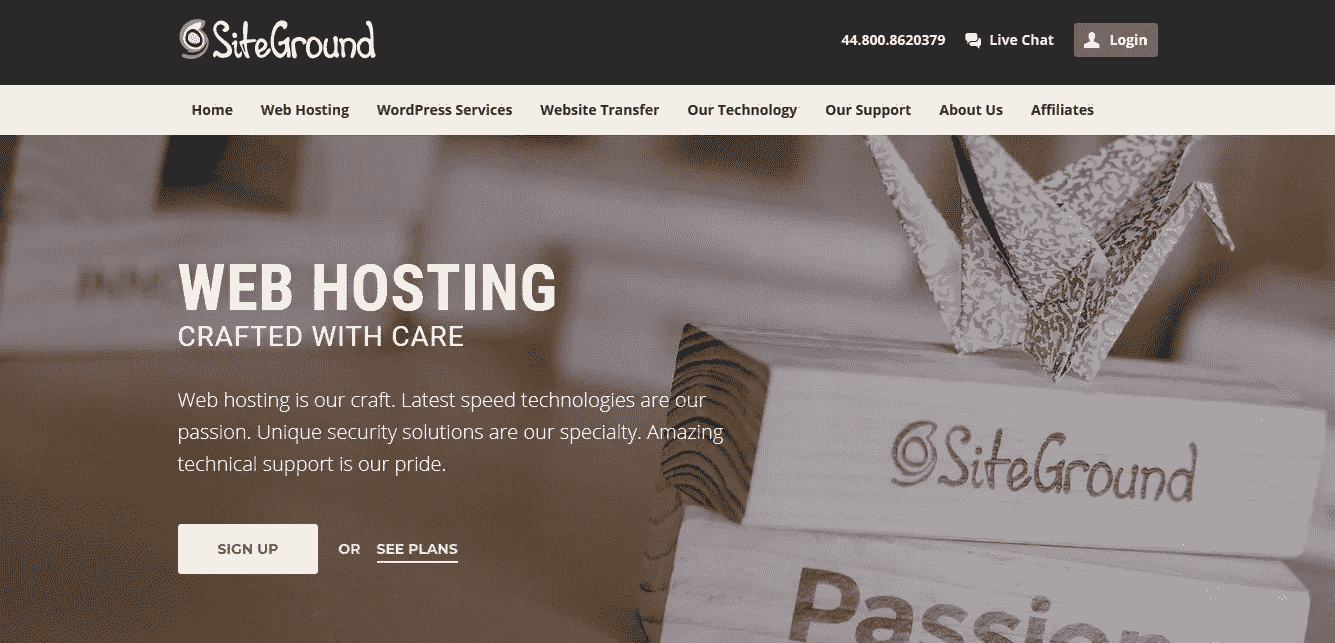 SiteGround
44.800.8620379 Live Chat Login
Home Web Hosting WordPress Services Website Transfer Our Technology Our Support About Us Affiliates
WEB HOSTING
CRAFTED WITH CARE
Web hosting is our craft. Latest speed technologies are our
passion. Unique security solutions are our specialty. Amazing
technical support is our pride.
SIGN UP OR SEE PLANS
SiteGround
Passion